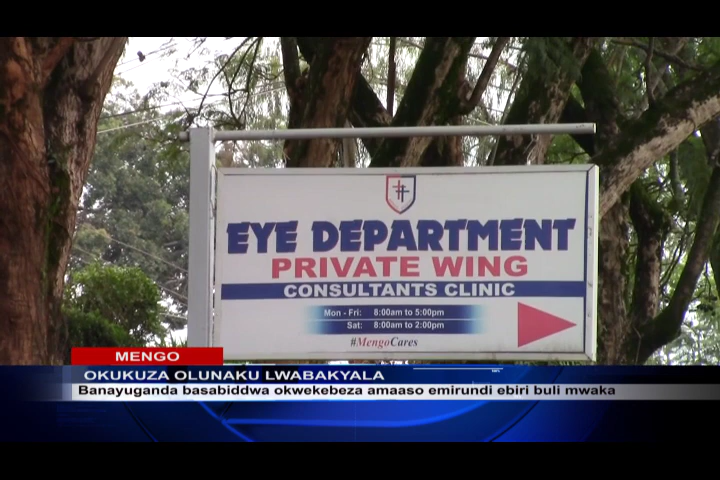 EYE DEPARTMENT
PRIVATE WING
CONSULTANTS CLINIC
Mon - Fri: 8:00am to 5:00pm
Sat: 8:00am to 2:00pm
#MengoCares
MENGO
OKUKUZA OLUNAKU LWABAKYALA
Banayuganda basabiddwa okwekebeza amaaso emirundi ebiri buli mwaka